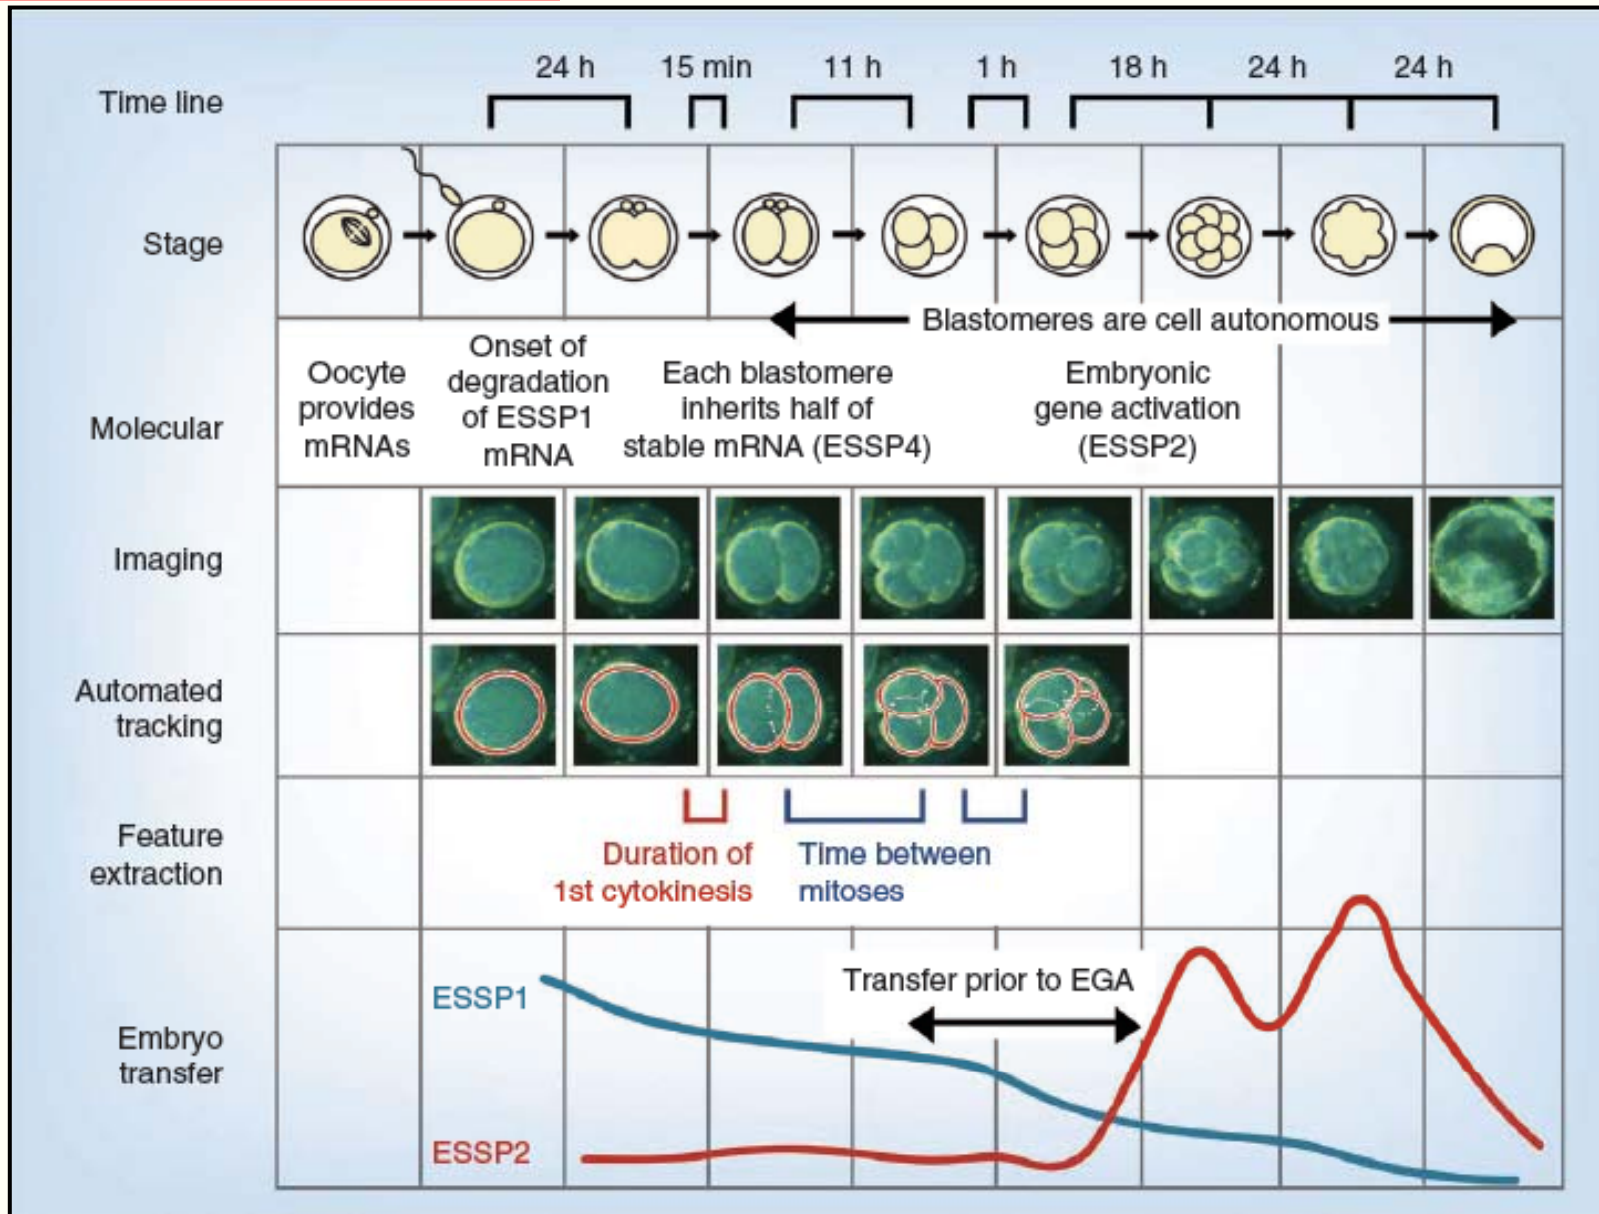 24 h
15 min
11 h
1 h
18 h
24 h
24 h
Time line
Stage
Blastomeres are cell autonomous
Molecular
Oocyte
provides
mRNAs
Onset of
degradation
of ESSP1
mRNA
Each blastomere
inherits half of
stable mRNA (ESSP4)
Embryonic
gene activation
(ESSP2)
Imaging
Automated
tracking
Feature
extraction
Duration of
1st cytokinesis
Time between
mitoses
Embryo
transfer
ESSP1
Transfer prior to EGA
ESSP2